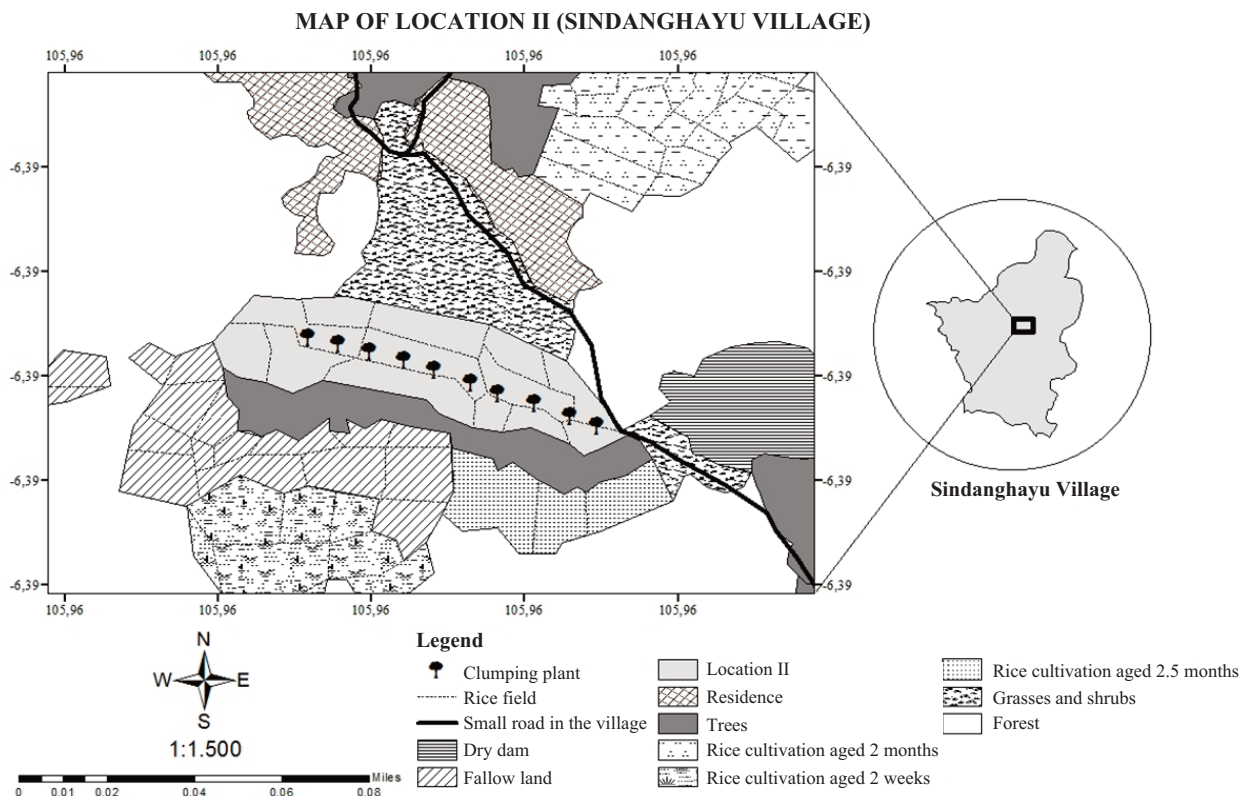 MAP OF LOCATION II (SINDANGHAYU VILLAGE)
105,96 105,96 105,96 105,96 105,96
-6,39 -6,39
-6,39 -6,39
-6,39 -6,39
-6,39 -6,39
-6,39 -6,39
105,96 105,96 105,96 105,96 105,96
Sindanghayu Village
N
W E
S
1:1.500
Miles
0 0.01 0.02 0.04 0.06 0.08
Legend
Clumping plant
Rice field
Small road in the village
Dry dam
Fallow land
Location II
Residence
Trees
Rice cultivation aged 2 months
Rice cultivation aged 2 weeks
Rice cultivation aged 2.5 months
Grasses and shrubs
Forest